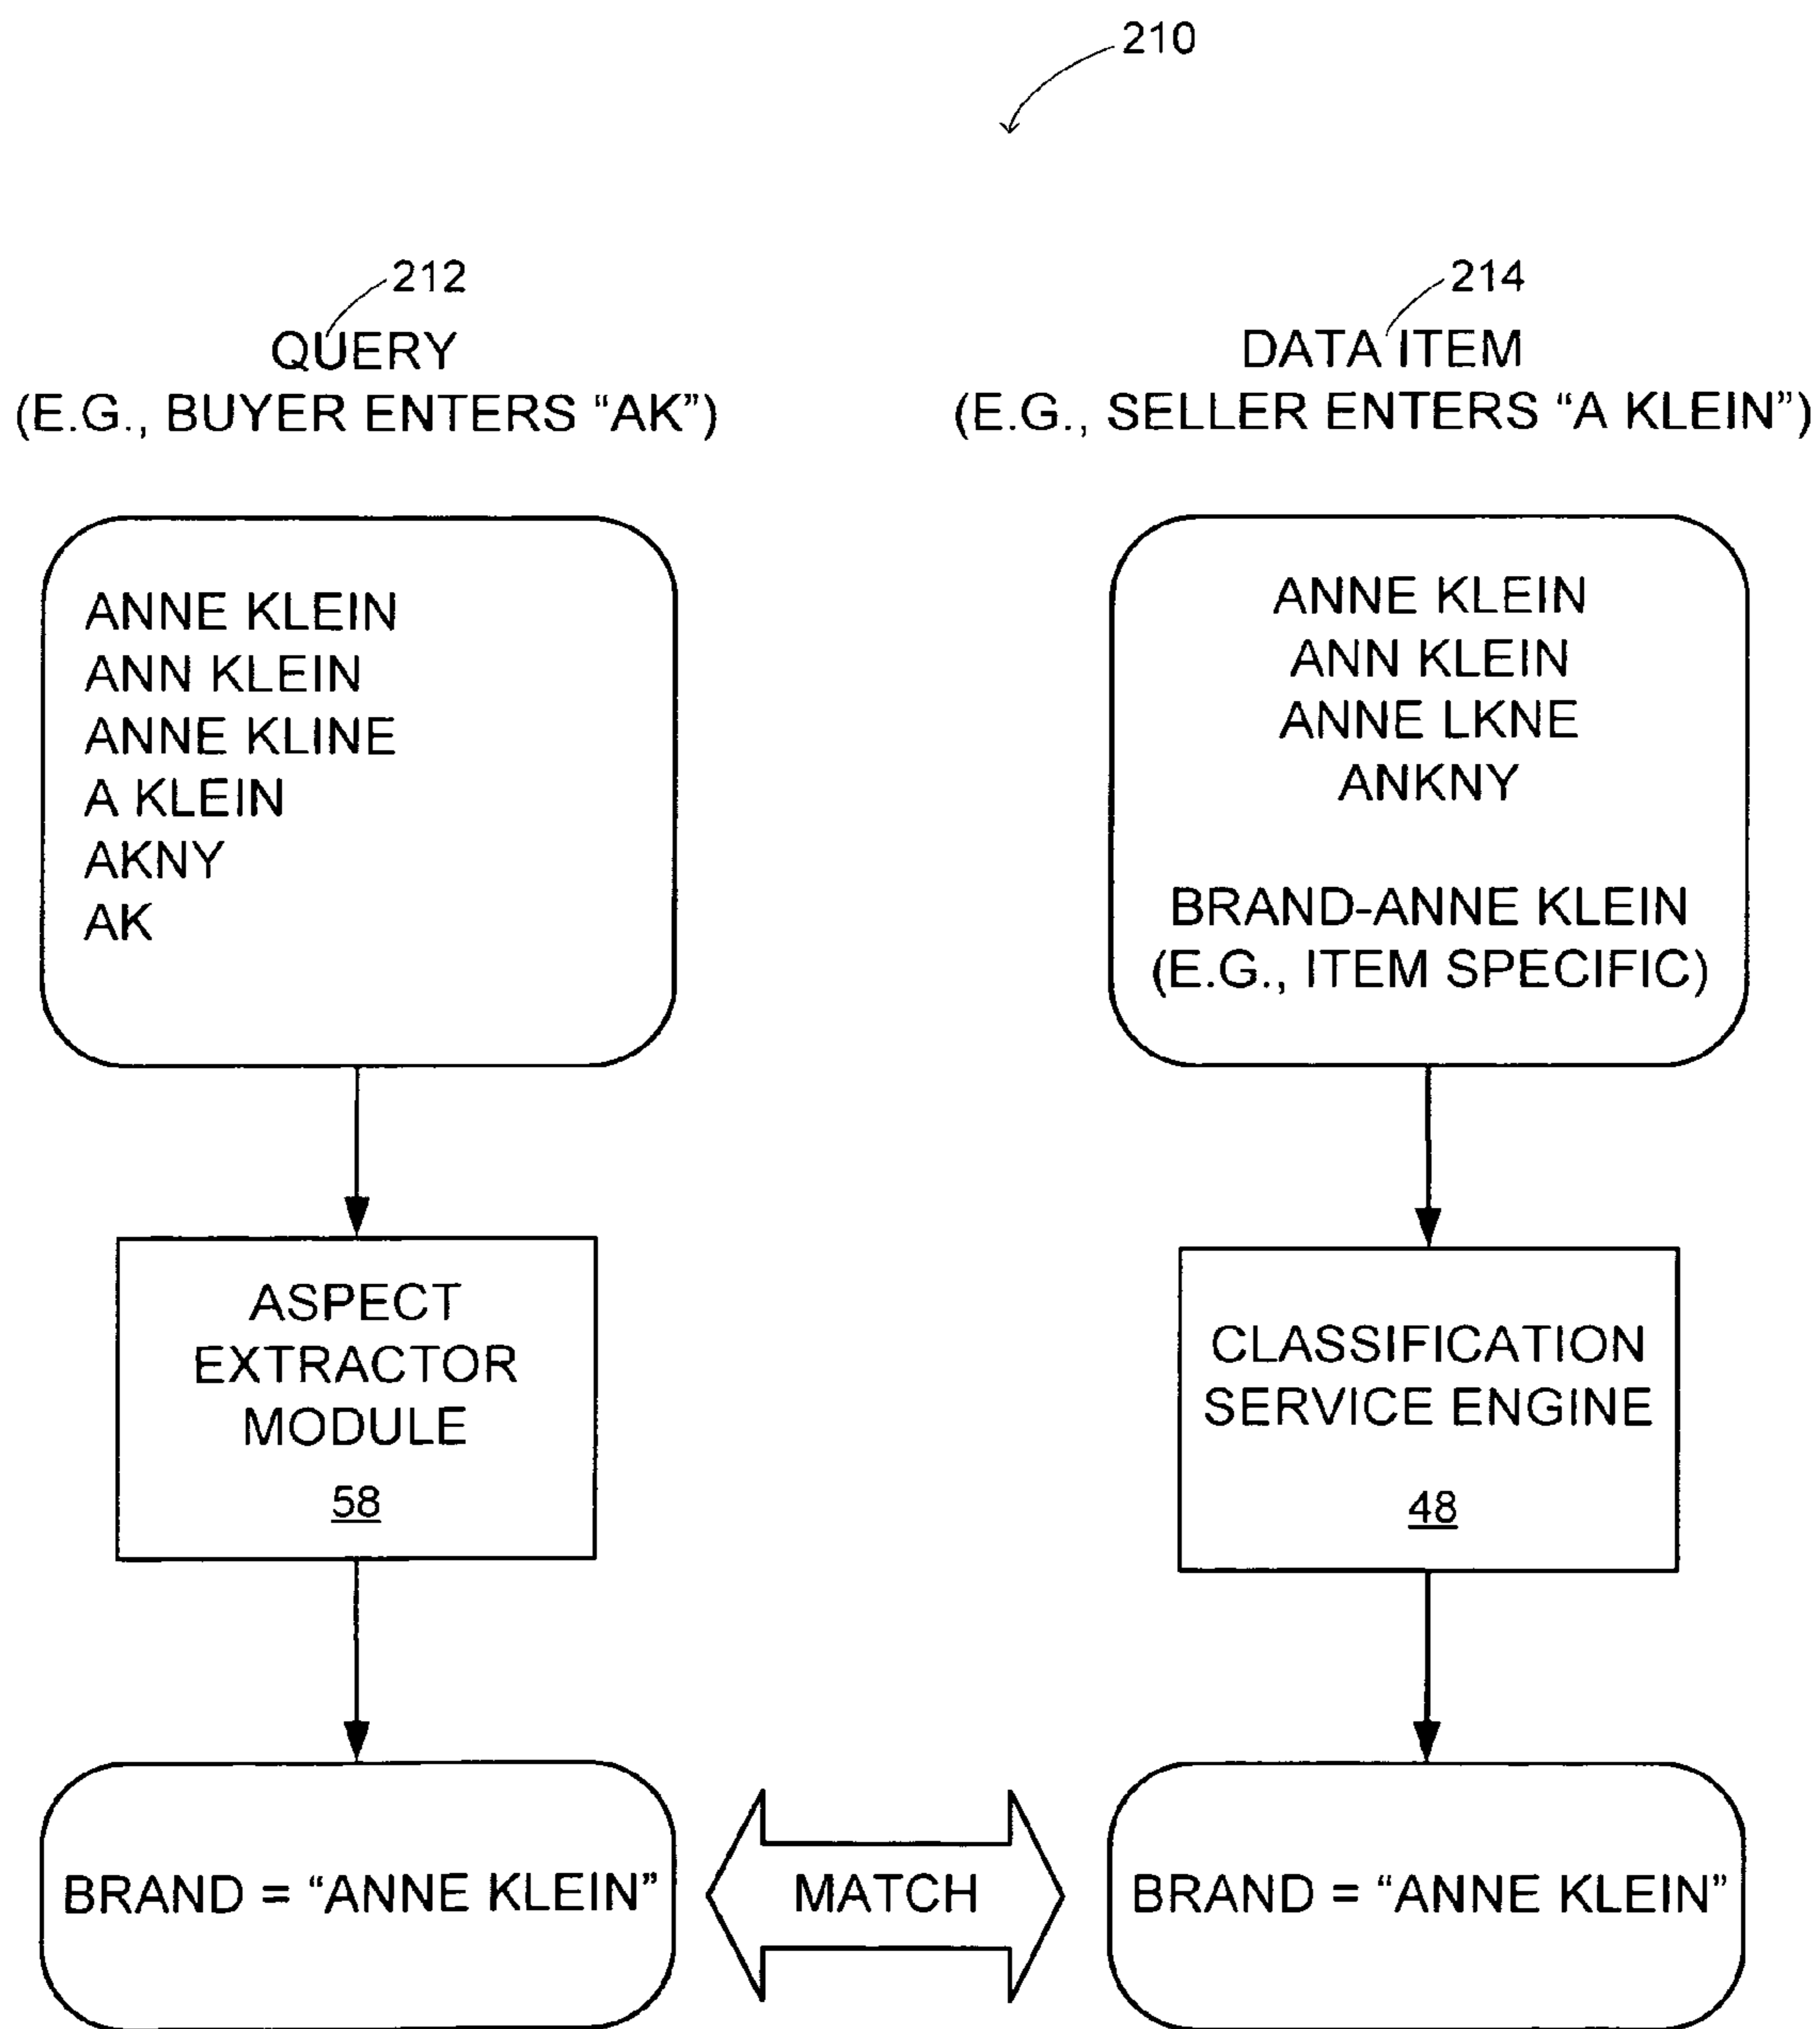 210
212
QUERY
(E.G., BUYER ENTERS “AK”)
214
DATA ITEM
(E.G., SELLER ENTERS “A KLEIN”)
ANNE KLEIN
ANN KLEIN
ANNE KLINE
A KLEIN
AKNY
AK
ANNE KLEIN
ANN KLEIN
ANNE LKNE
ANKNY
BRAND-ANNE KLEIN
(E.G., ITEM SPECIFIC)
ASPECT
EXTRACTOR
MODULE
58
CLASSIFICATION
SERVICE ENGINE
48
BRAND = “ANNE KLEIN”
MATCH
BRAND = “ANNE KLEIN”